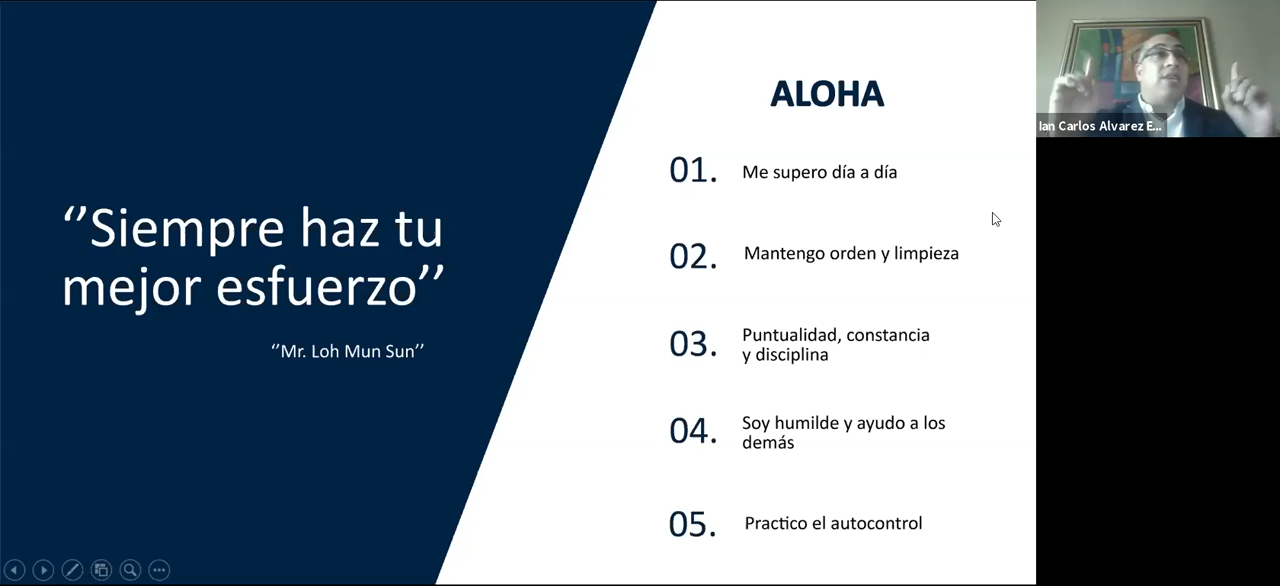 ‘’Siempre haz tu
mejor esfuerzo’’
‘’Mr. Loh Mun Sun’’
ALOHA
01. Me supero día a día
02. Mantengo orden y limpieza
03. Puntualidad, constancia
y disciplina
04. Soy humilde y ayudo a los
demás
05. Practico el autocontrol
Ian Carlos Alvarez E...